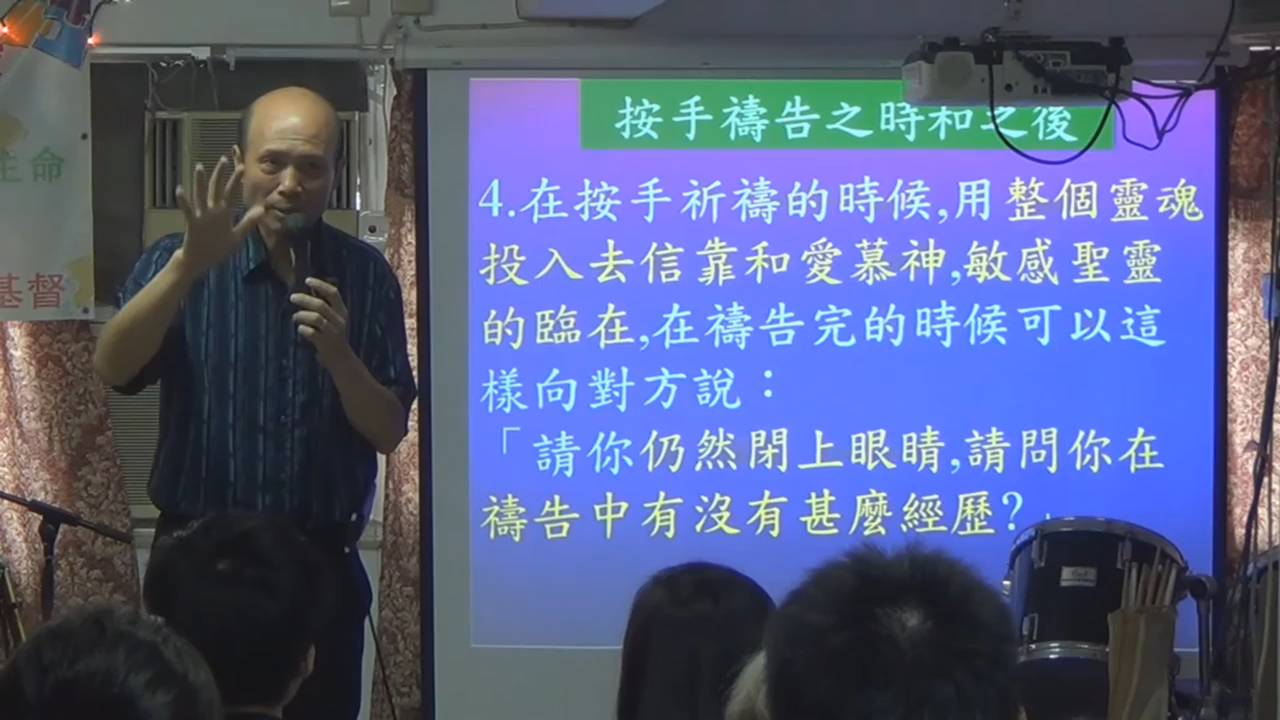 生命
基督
按手禱告之時和之後
4.在按手祈禱的時候,用整個靈魂
投入去信靠和愛慕神,敏感聖靈
的臨在,在禱告完的時候可以這
樣向對方說：
「請你仍然閉上眼睛,請問你在
禱告中有沒有甚麼經歷?」